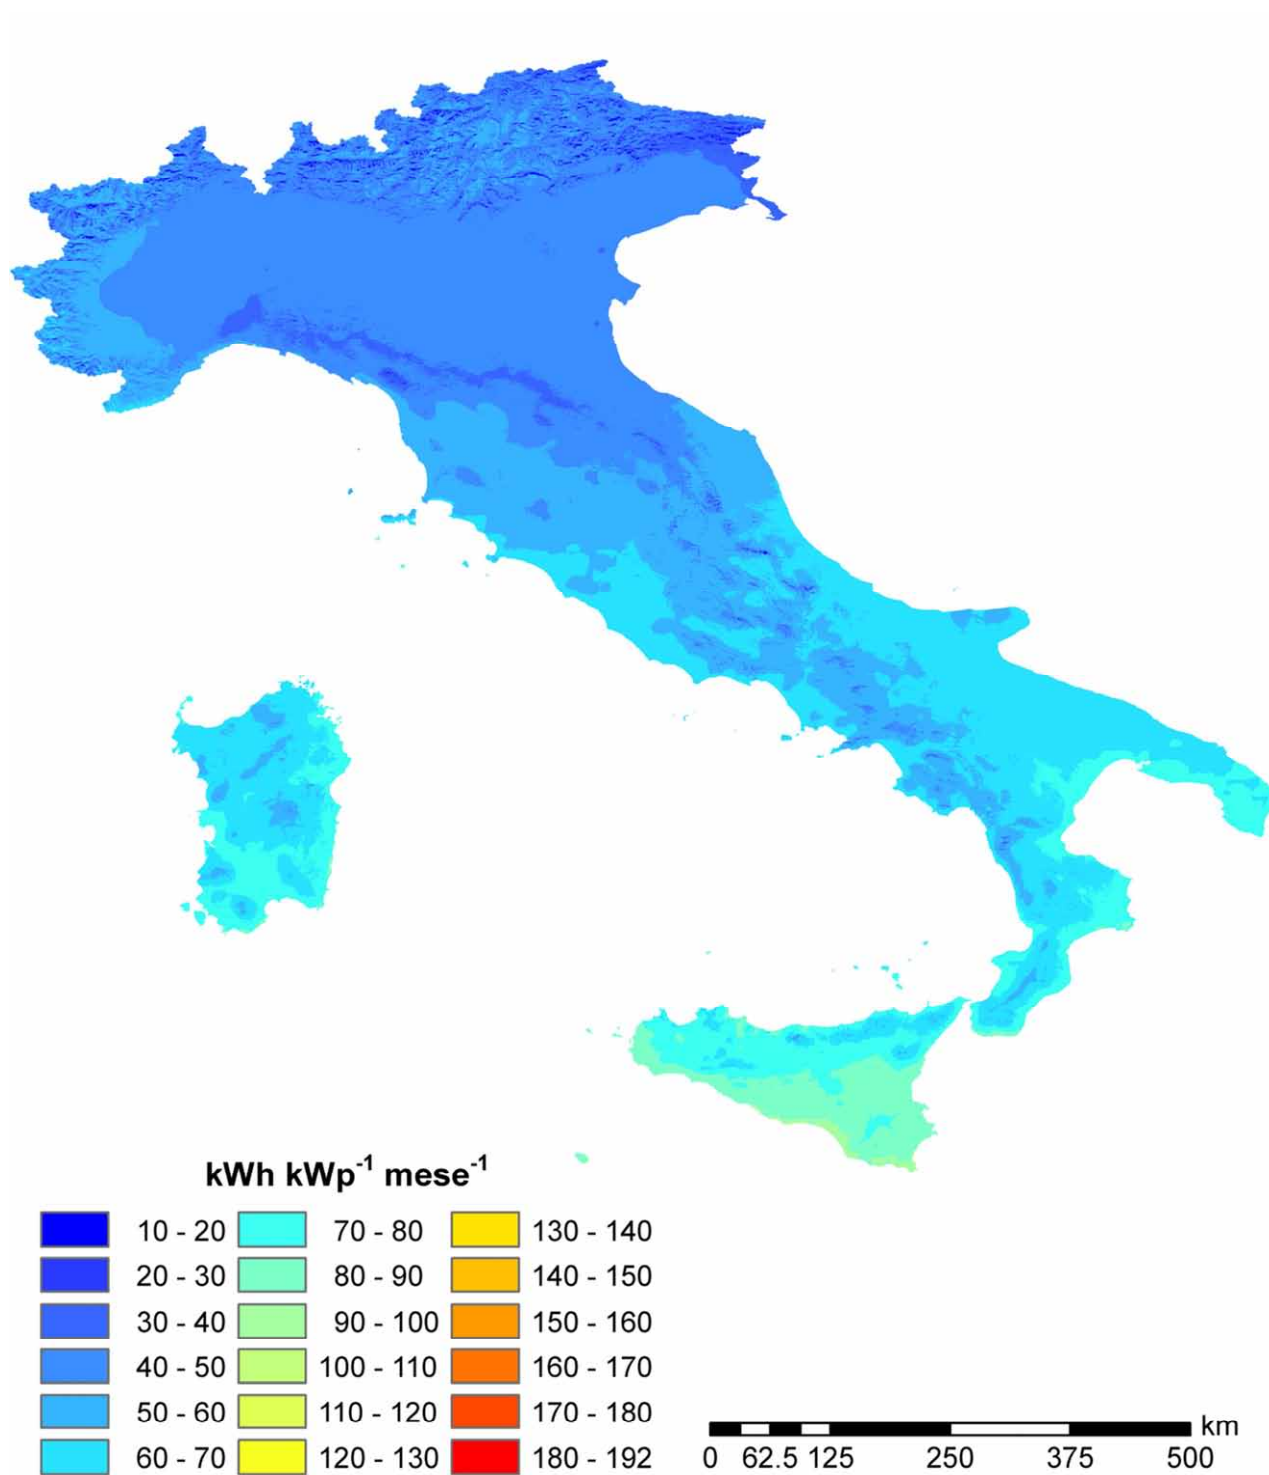 kWh kWp⁻¹ mese⁻¹
10 - 20 70 - 80 130 - 140
20 - 30 80 - 90 140 - 150
30 - 40 90 - 100 150 - 160
40 - 50 100 - 110 160 - 170
50 - 60 110 - 120 170 - 180
60 - 70 120 - 130 180 - 192
km
0 62.5 125 250 375 500